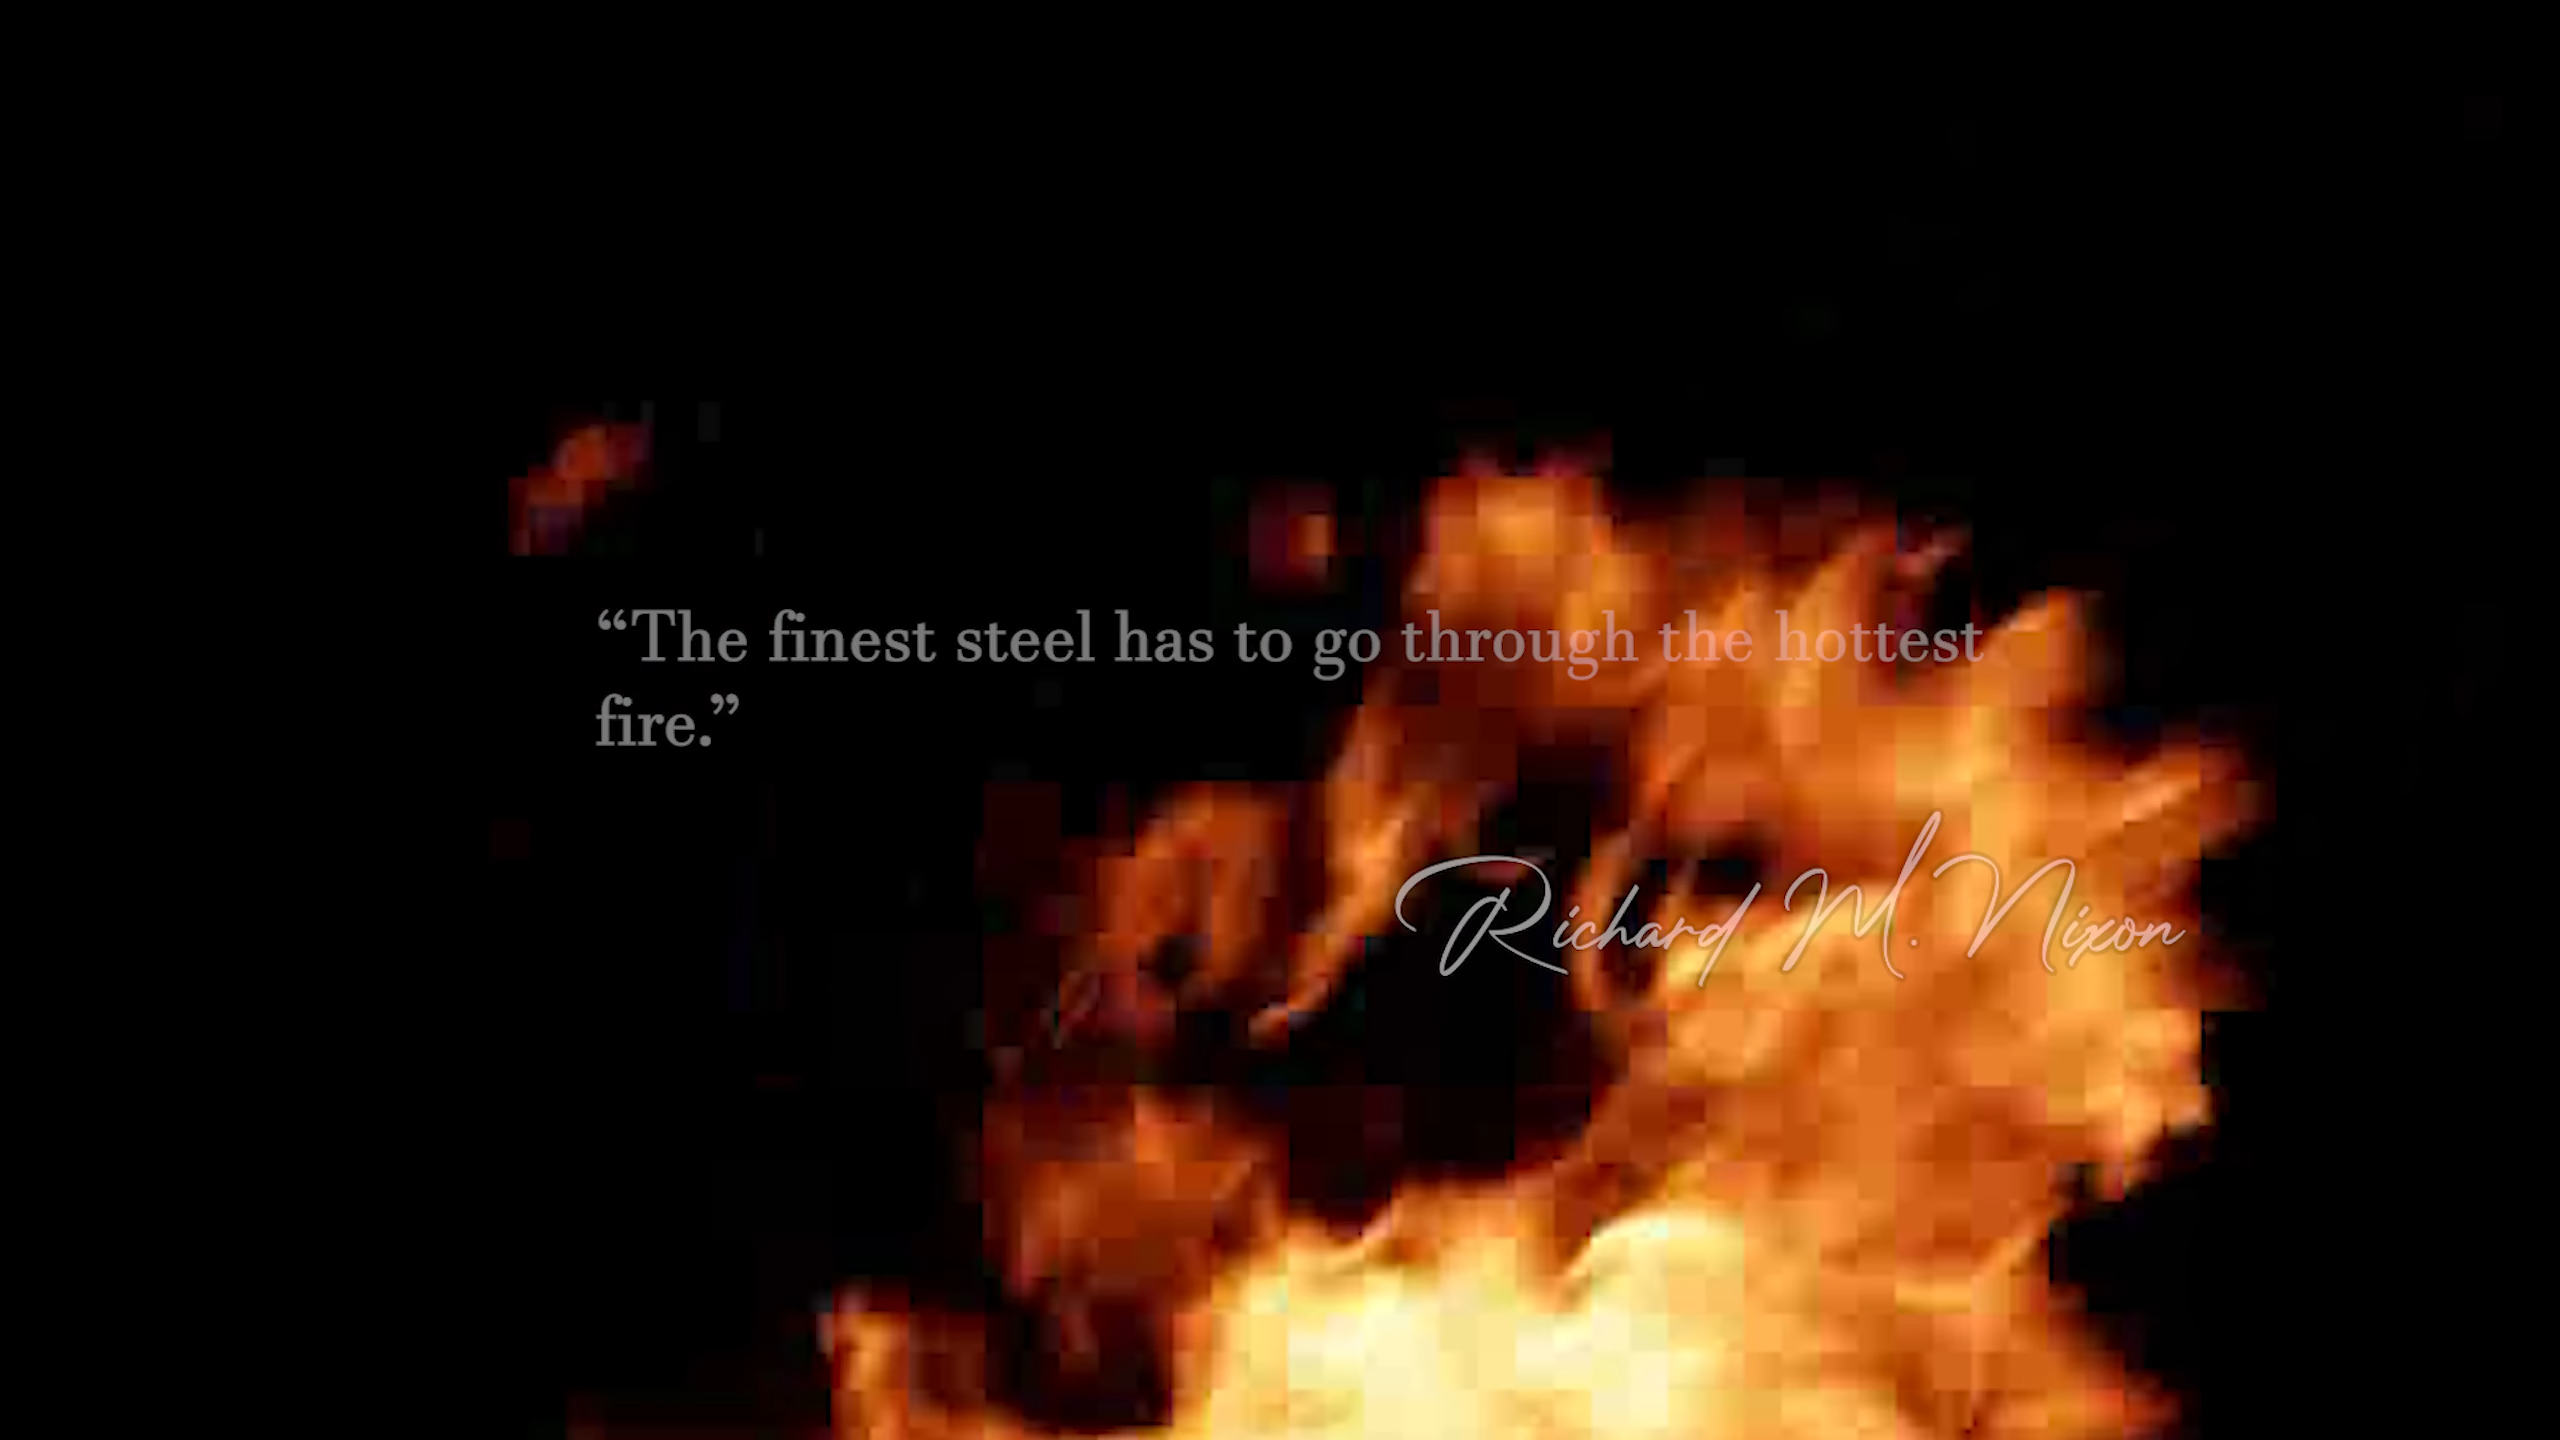 “The finest steel has to go through the hottest
fire.”
Richard M. Nixon